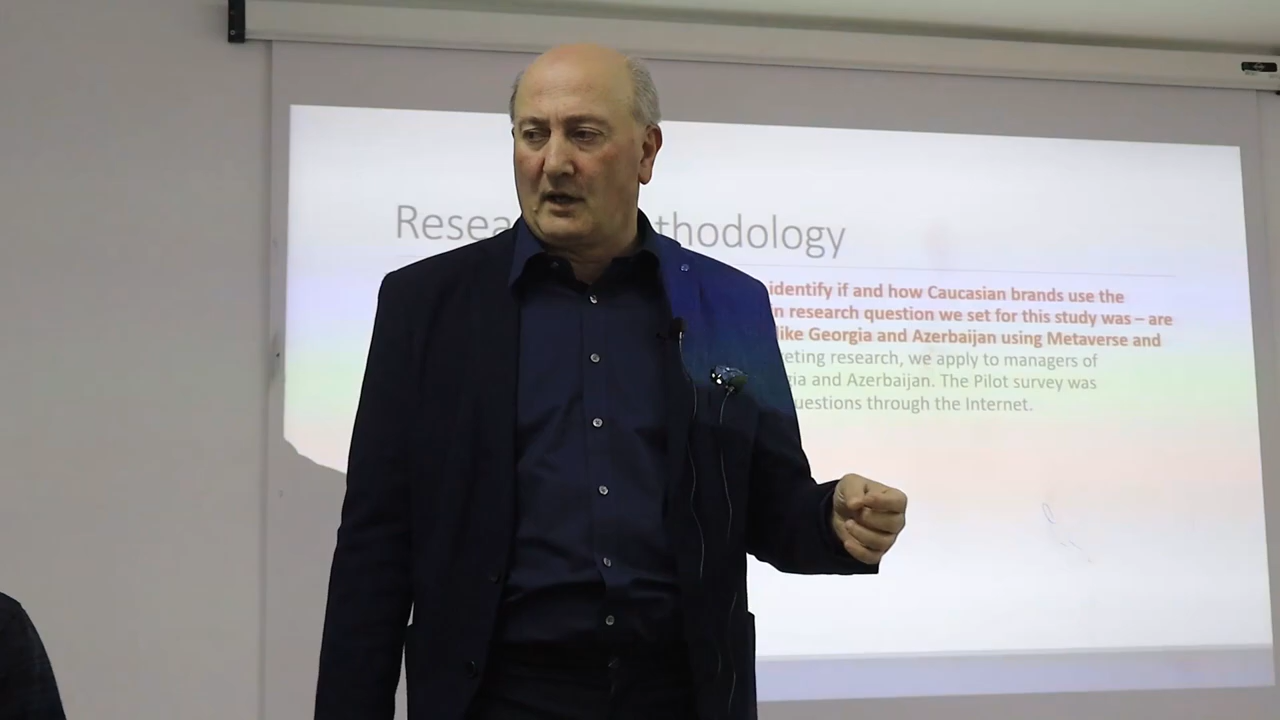 Resea thodology
identify if and how Caucasian brands use the
n research question we set for this study was – are
like Georgia and Azerbaijan using Metaverse and
eting research, we apply to managers of
gia and Azerbaijan. The Pilot survey was
uestions through the Internet.